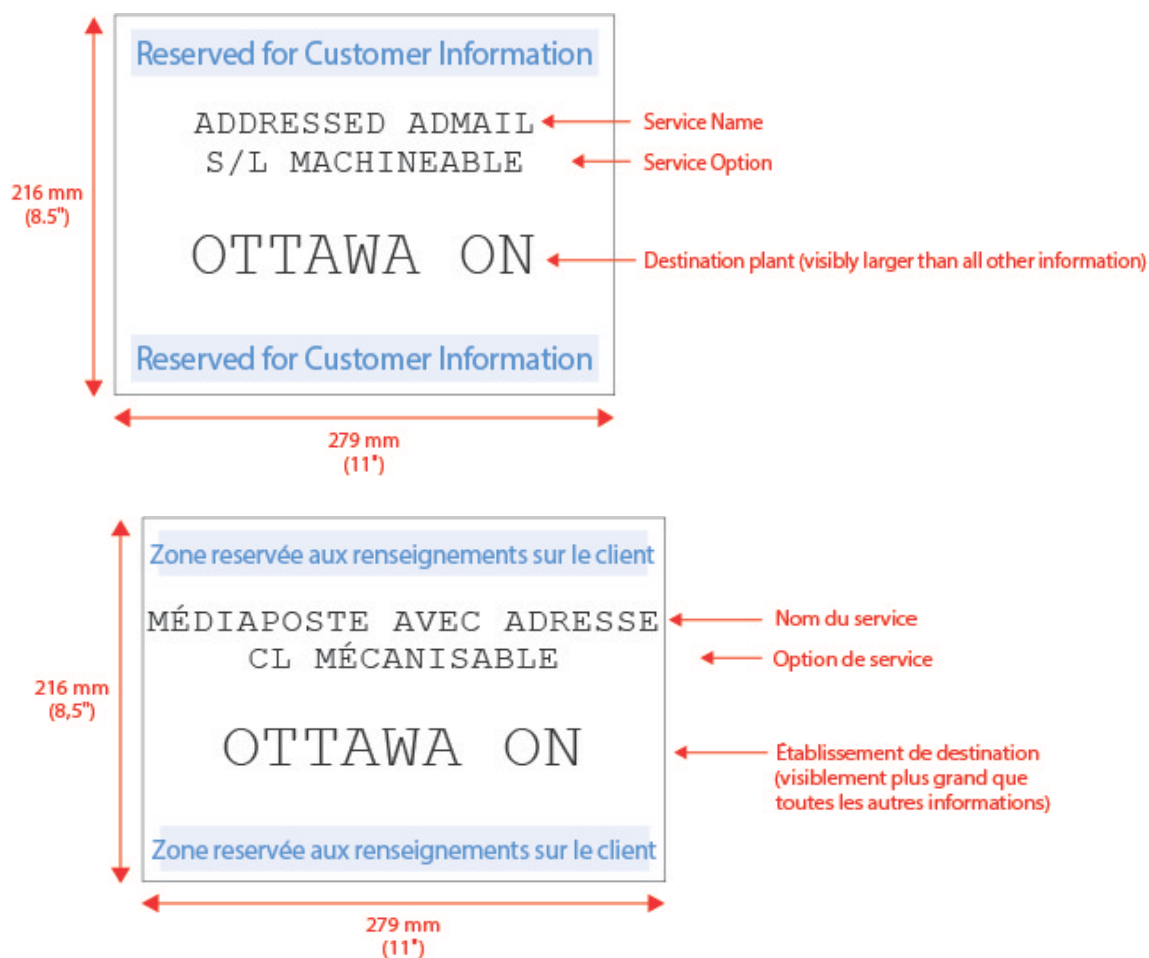 Reserved for Customer Information
ADDRESSED ADMAIL
Service Name
S/L MACHINEABLE
Service Option
216 mm
(8.5")
OTTAWA ON
Destination plant (visibly larger than all other information)
Reserved for Customer Information
279 mm
(11")
Zone reservée aux renseignements sur le client
MÉDIAPOSTE AVEC ADRESSE
Nom du service
CL MÉCANISABLE
Option de service
216 mm
(8,5")
OTTAWA ON
Établissement de destination
(visiblement plus grand que
toutes les autres informations)
Zone reservée aux renseignements sur le client
279 mm
(11")